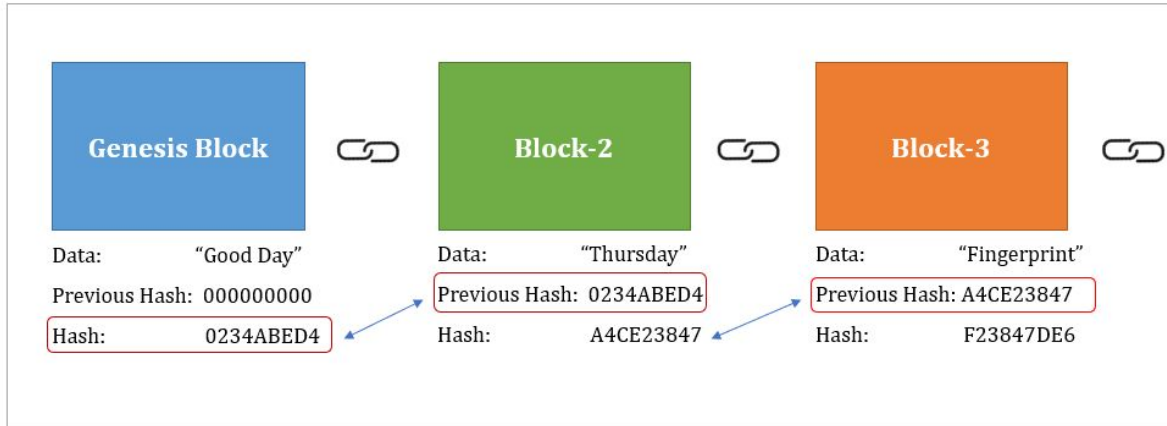 Genesis Block
Block-2
Block-3
Data: “Good Day”
Previous Hash: 000000000
Hash: 0234ABED4
Data: “Thursday”
Previous Hash: 0234ABED4
Hash: A4CE23847
Data: “Fingerprint”
Previous Hash: A4CE23847
Hash: F23847DE6